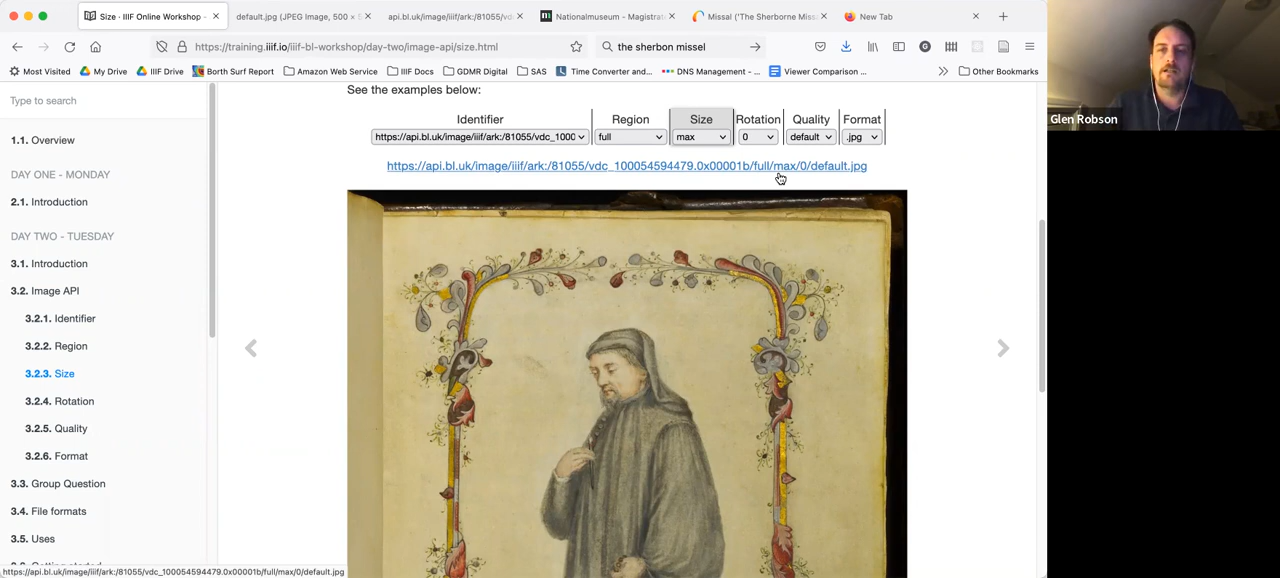 Size · IIIF Online Workshop -
default.jpg (JPEG Image, 500 ×
api.bl.uk/image/iiif/ark:/81055/vdc
Nationalmuseum - Magistrat
Missal ('The Sherborne Miss
New Tab
https://training.iiif.io/iiif-bl-workshop/day-two/image-api/size.html
the sherbon missel
Most Visited
My Drive
IIIF Drive
Borth Surf Report
Amazon Web Service
IIIF Docs
GDMR Digital
SAS
Time Converter and...
DNS Management - ...
Viewer Comparison ...
Other Bookmarks
Type to search
1.1. Overview
DAY ONE - MONDAY
2.1. Introduction
DAY TWO - TUESDAY
3.1. Introduction
3.2. Image API
3.2.1. Identifier
3.2.2. Region
3.2.3. Size
3.2.4. Rotation
3.2.5. Quality
3.2.6. Format
3.3. Group Question
3.4. File formats
3.5. Uses
See the examples below:
Identifier Region Size Rotation Quality Format
https://api.bl.uk/image/iiif/ark:/81055/vdc_1000 full max 0 default .jpg
https://api.bl.uk/image/iiif/ark:/81055/vdc_100054594479.0x00001b/full/max/0/default.jpg
https://api.bl.uk/image/iiif/ark:/81055/vdc_100054594479.0x00001b/full/max/0/default.jpg
Glen Robson